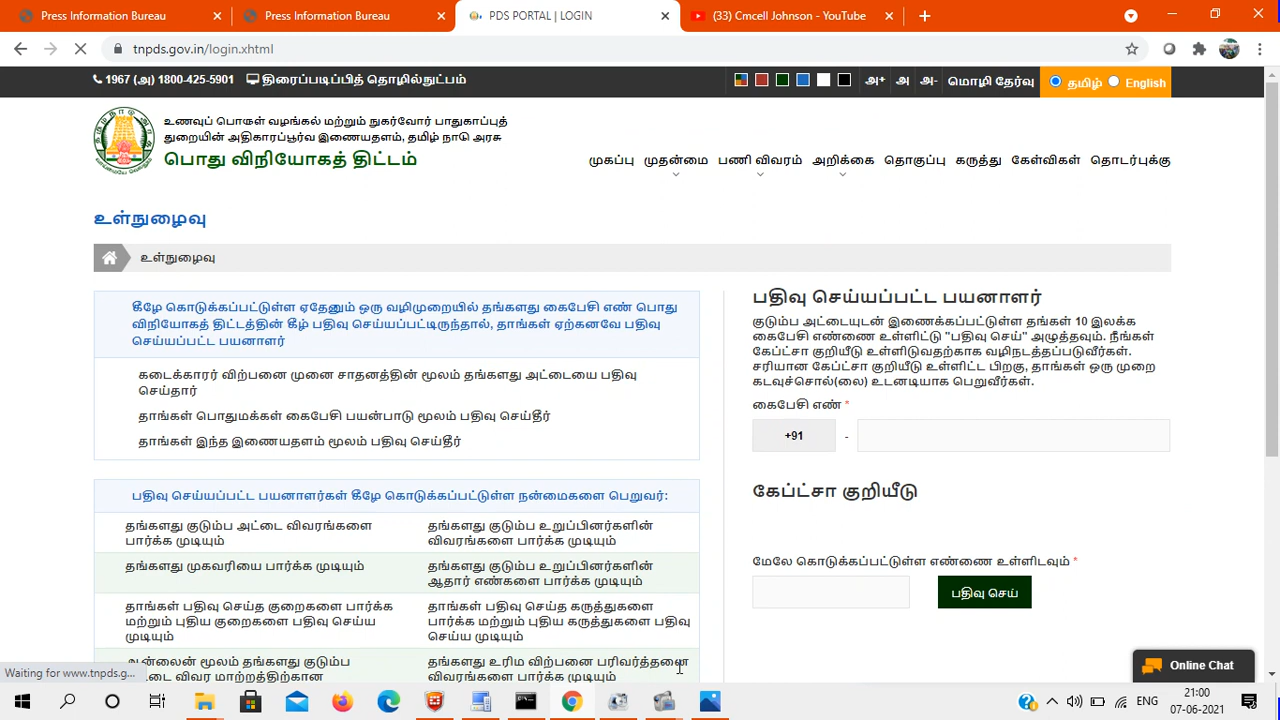 Press Information Bureau
Press Information Bureau
PDS PORTAL | LOGIN
(33) Cmcell Johnson - YouTube
tnpds.gov.in/login.xhtml
1967 (அ) 1800-425-5901 திரைப்படிப்பித் தொழில்நுட்பம்
அ+ அ அ- மொழி தேர்வு தமிழ் English
உணவுப் பொருள் வழங்கல் மற்றும் நுகர்வோர் பாதுகாப்புத்
துறையின் அதிகாரப்பூர்வ இணையதளம், தமிழ் நாடு அரசு
பொது விநியோகத் திட்டம்
முகப்பு முதன்மை பணி விவரம் அறிக்கை தொகுப்பு கருத்து கேள்விகள் தொடர்புக்கு
உள்நுழைவு
உள்நுழைவு
கீழே கொடுக்கப்பட்டுள்ள ஏதேனும் ஒரு வழிமுறையில் தங்களது கைபேசி எண் பொது
விநியோகத் திட்டத்தின் கீழ் பதிவு செய்யப்பட்டிருந்தால், தாங்கள் ஏற்கனவே பதிவு
செய்யப்பட்ட பயனாளர்
கடைக்காரர் விற்பனை முனை சாதனத்தின் மூலம் தங்களது அட்டையை பதிவு
செய்தார்
தாங்கள் பொதுமக்கள் கைபேசி பயன்பாடு மூலம் பதிவு செய்தீர்
தாங்கள் இந்த இணையதளம் மூலம் பதிவு செய்தீர்
பதிவு செய்யப்பட்ட பயனாளர்கள் கீழே கொடுக்கப்பட்டுள்ள நன்மைகளை பெறுவர்:
தங்களது குடும்ப அட்டை விவரங்களை
பார்க்க முடியும்
தங்களது குடும்ப உறுப்பினர்களின்
விவரங்களை பார்க்க முடியும்
தங்களது முகவரியை பார்க்க முடியும்
தங்களது குடும்ப உறுப்பினர்களின்
ஆதார் எண்களை பார்க்க முடியும்
தாங்கள் பதிவு செய்த குறைகளை பார்க்க
மற்றும் புதிய குறைகளை பதிவு செய்ய
முடியும்
தாங்கள் பதிவு செய்த கருத்துகளை
பார்க்க மற்றும் புதிய கருத்துகளை பதிவு
செய்ய முடியும்
ஆன்லைன் மூலம் தங்களது குடும்ப
அட்டை விவர மாற்றத்திற்கான
தங்களது உரிம விற்பனை பரிவர்த்தனை
விவரங்களை பார்க்க முடியும்
பதிவு செய்யப்பட்ட பயனாளர்
குடும்ப அட்டையுடன் இணைக்கப்பட்ட தங்கள் 10 இலக்க
கைபேசி எண்ணை உள்ளிட்டு "பதிவு செய்" அழுத்தவும். நீங்கள்
கேப்ட்சா குறியீடு உள்ளிடுவதற்காக வழிநடத்தப்படுவீர்கள்.
சரியான கேப்ட்சா குறியீடு உள்ளிட்ட பிறகு, தாங்கள் ஒரு முறை
கடவுச்சொல்(லை) உடனடியாக பெறுவீர்கள்.
கைபேசி எண் *
+91 -
கேப்ட்சா குறியீடு
மேலே கொடுக்கப்பட்டுள்ள எண்ணை உள்ளிடவும் *
பதிவு செய்
Online Chat
Waiting for www.tnpds.g...
ENG
21:00
07-06-2021